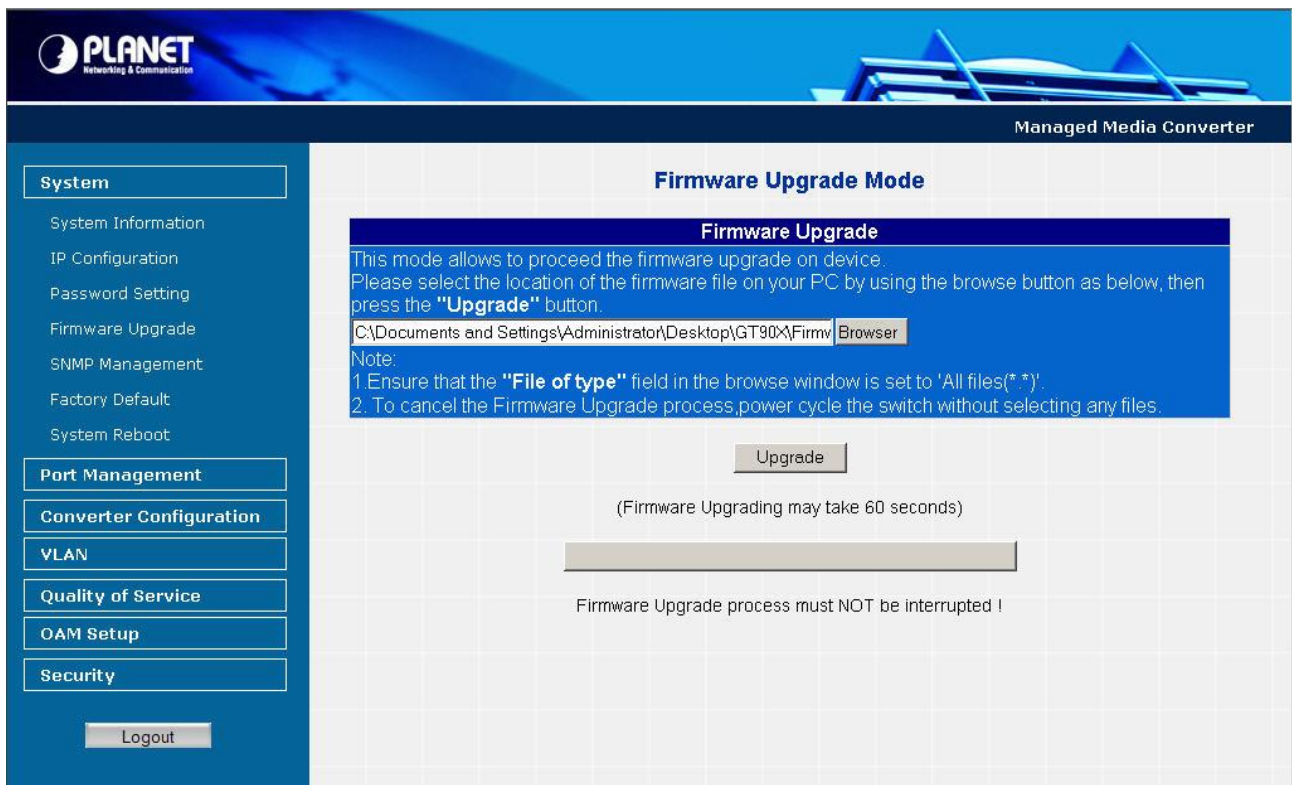 PLANET
Networking & Communication
Managed Media Converter
System
System Information
IP Configuration
Password Setting
Firmware Upgrade
SNMP Management
Factory Default
System Reboot
Port Management
Converter Configuration
VLAN
Quality of Service
OAM Setup
Security
Logout
Firmware Upgrade Mode
Firmware Upgrade
This mode allows to proceed the firmware upgrade on device.
Please select the location of the firmware file on your PC by using the browse button as below, then
press the "Upgrade" button.
C:\Documents and Settings\Administrator\Desktop\GT90X\Firmv Browser
Note:
1.Ensure that the "File of type" field in the browse window is set to 'All files(*.*)'.
2. To cancel the Firmware Upgrade process,power cycle the switch without selecting any files.
Upgrade
(Firmware Upgrading may take 60 seconds)
Firmware Upgrade process must NOT be interrupted !